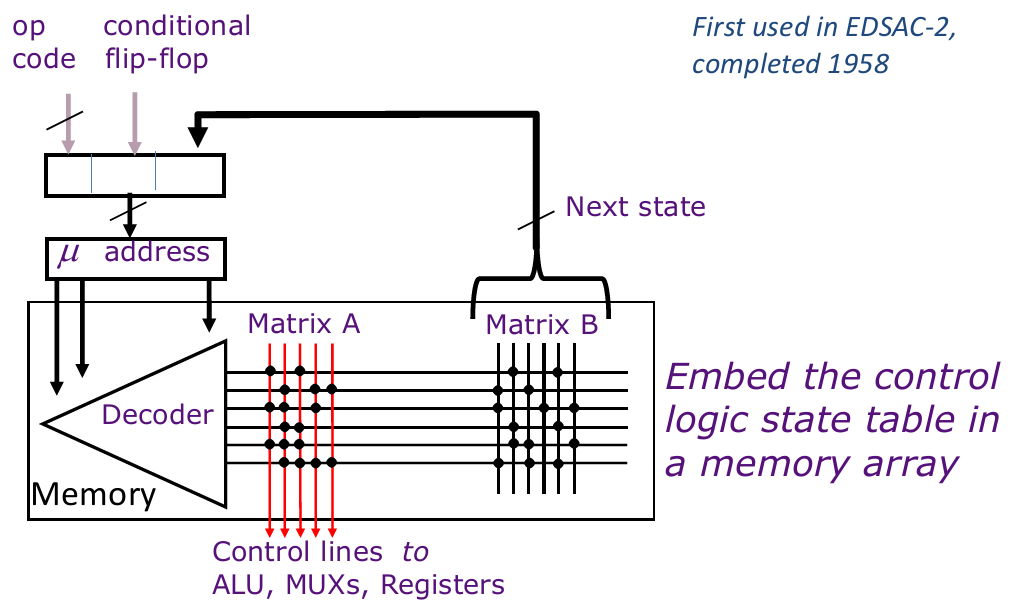 op conditional
code flip-flop
First used in EDSAC-2,
completed 1958
Next state
μ address
Matrix A
Matrix B
Decoder
Memory
Embed the control
logic state table in
a memory array
Control lines to
ALU, MUXs, Registers